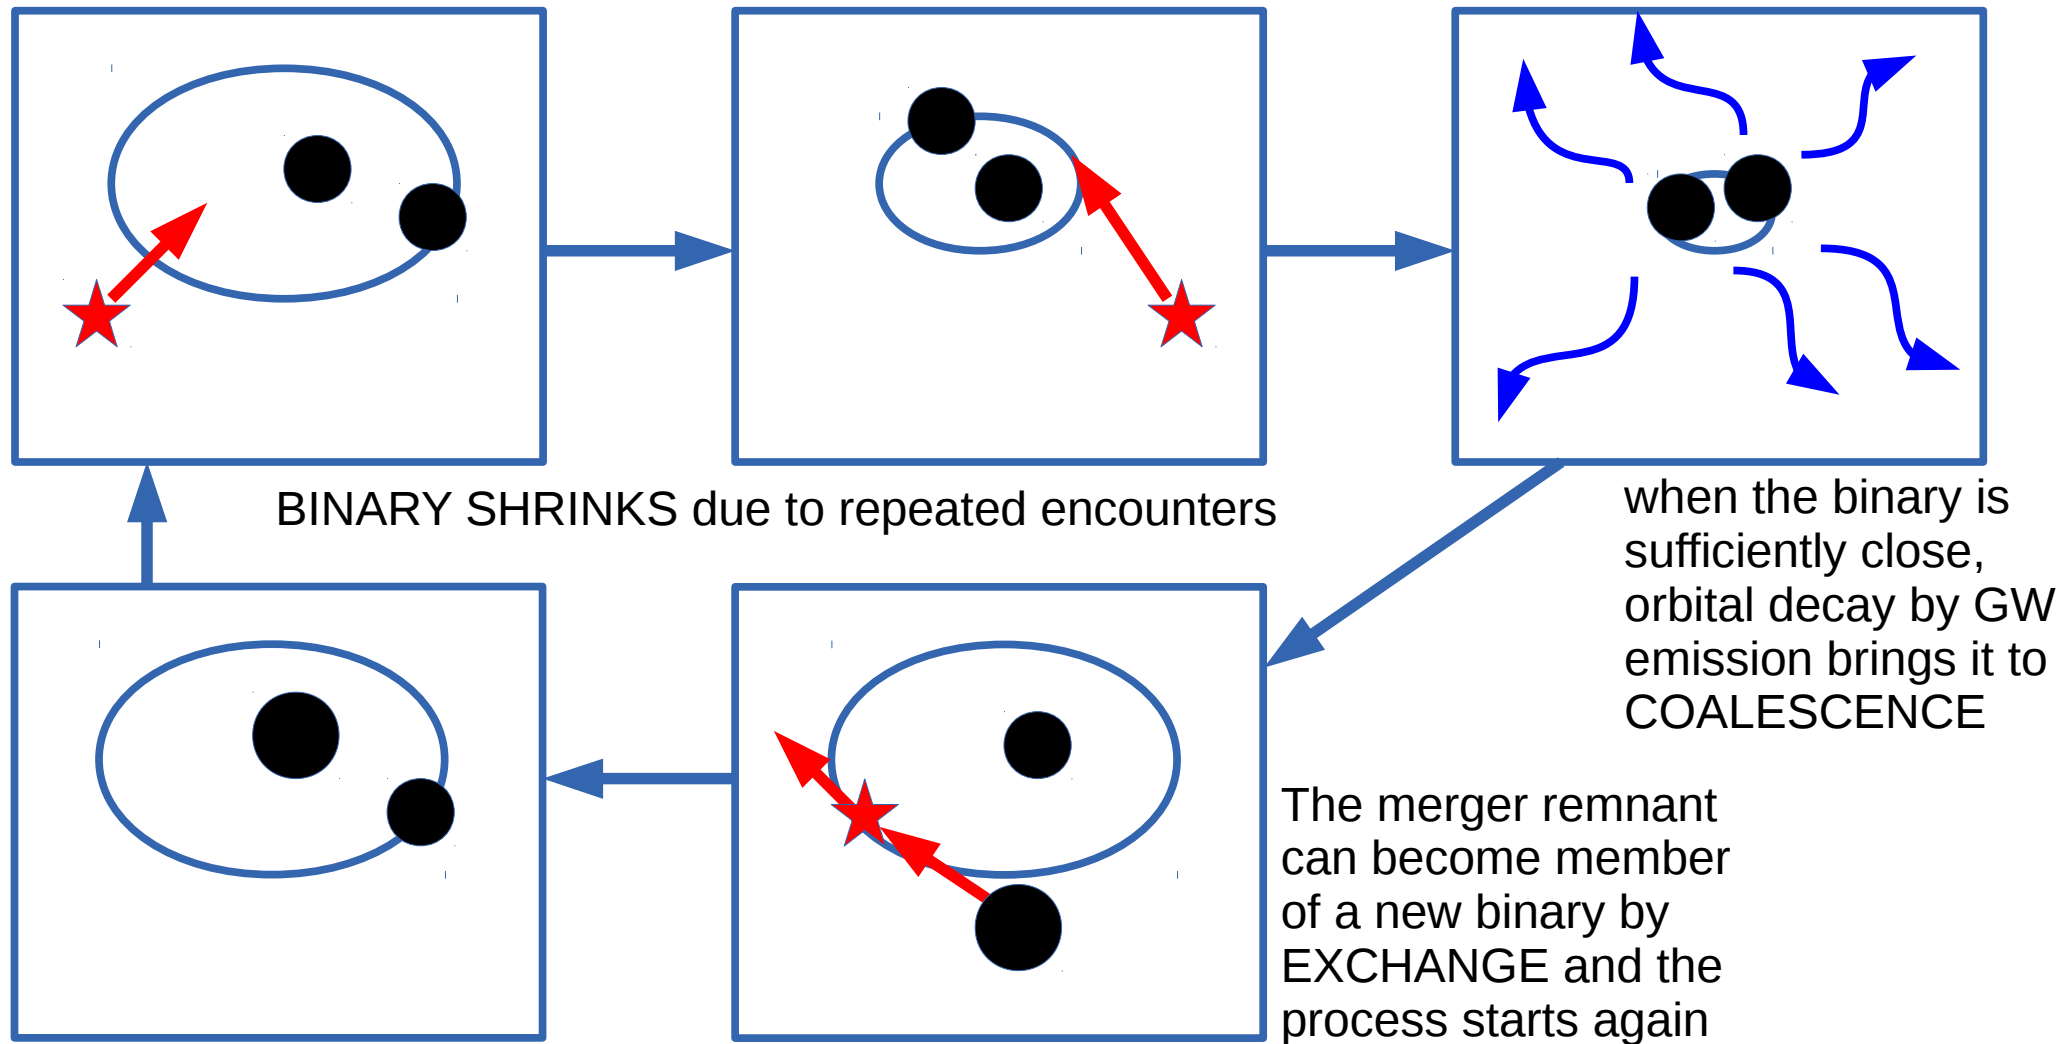 BINARY SHRINKS due to repeated encounters
when the binary is
sufficiently close,
orbital decay by GW
emission brings it to
COALESCENCE
The merger remnant
can become member
of a new binary by
EXCHANGE and the
process starts again